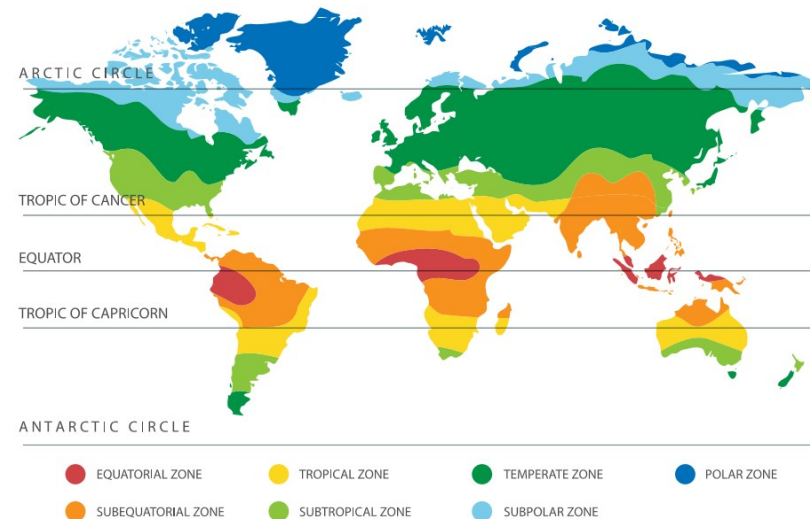 ARCTIC CIRCLE
TROPIC OF CANCER
EQUATOR
TROPIC OF CAPRICORN
ANTARCTIC CIRCLE
EQUATORIAL ZONE
TROPICAL ZONE
TEMPERATE ZONE
POLAR ZONE
SUBEQUATORIAL ZONE
SUBTROPICAL ZONE
SUBPOLAR ZONE